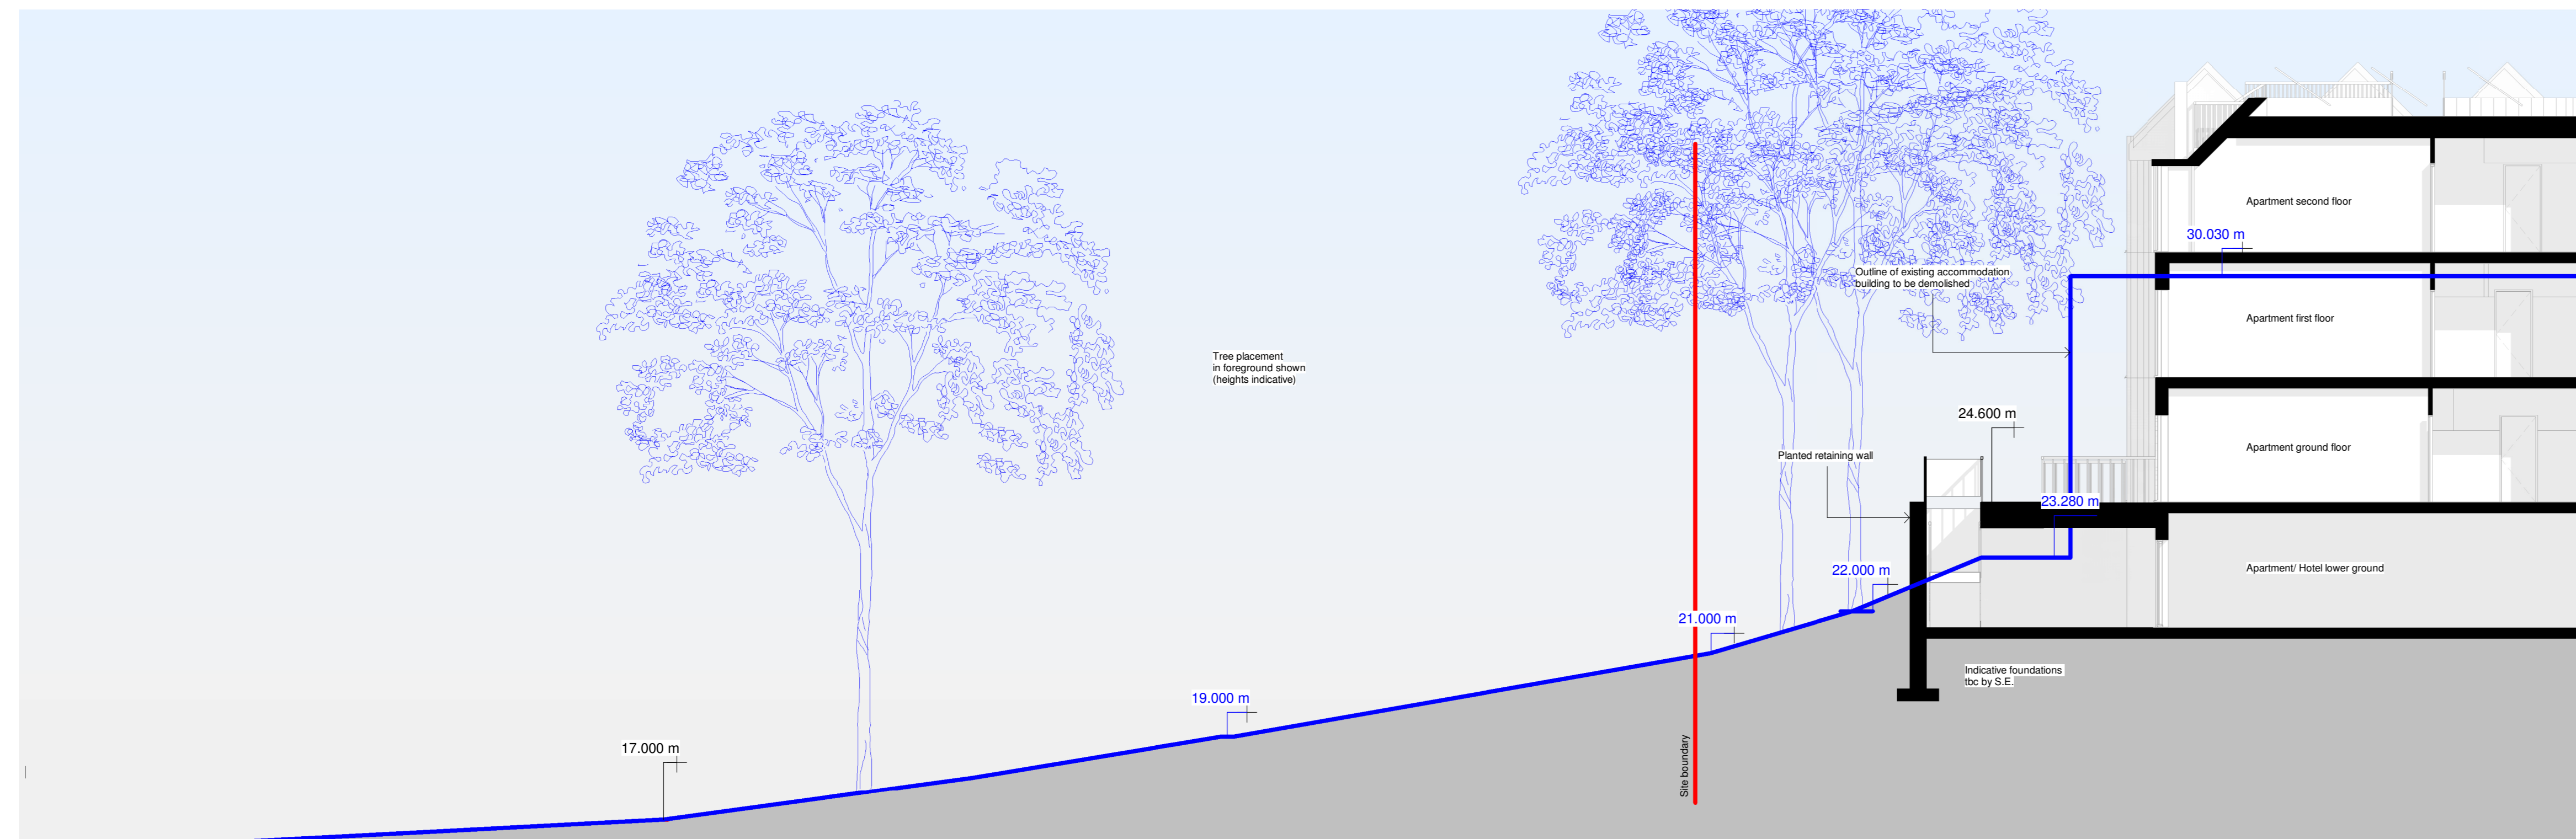 Apartment second floor
30.030 m
Outline of existing accommodation
building to be demolished
Apartment first floor
Tree placement
in foreground shown
(heights indicative)
24.600 m
Planted retaining wall
Apartment ground floor
23.280 m
22.000 m
Apartment/ Hotel lower ground
21.000 m
Indicative foundations
tbc by S.E.
19.000 m
17.000 m
Site boundary